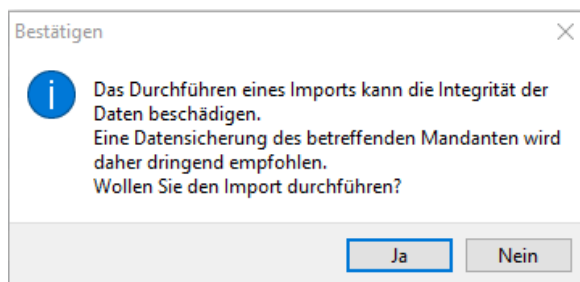 Bestätigen
Das Durchführen eines Imports kann die Integrität der
Daten beschädigen.
Eine Datensicherung des betreffenden Mandanten wird
daher dringend empfohlen.
Wollen Sie den Import durchführen?
Ja
Nein